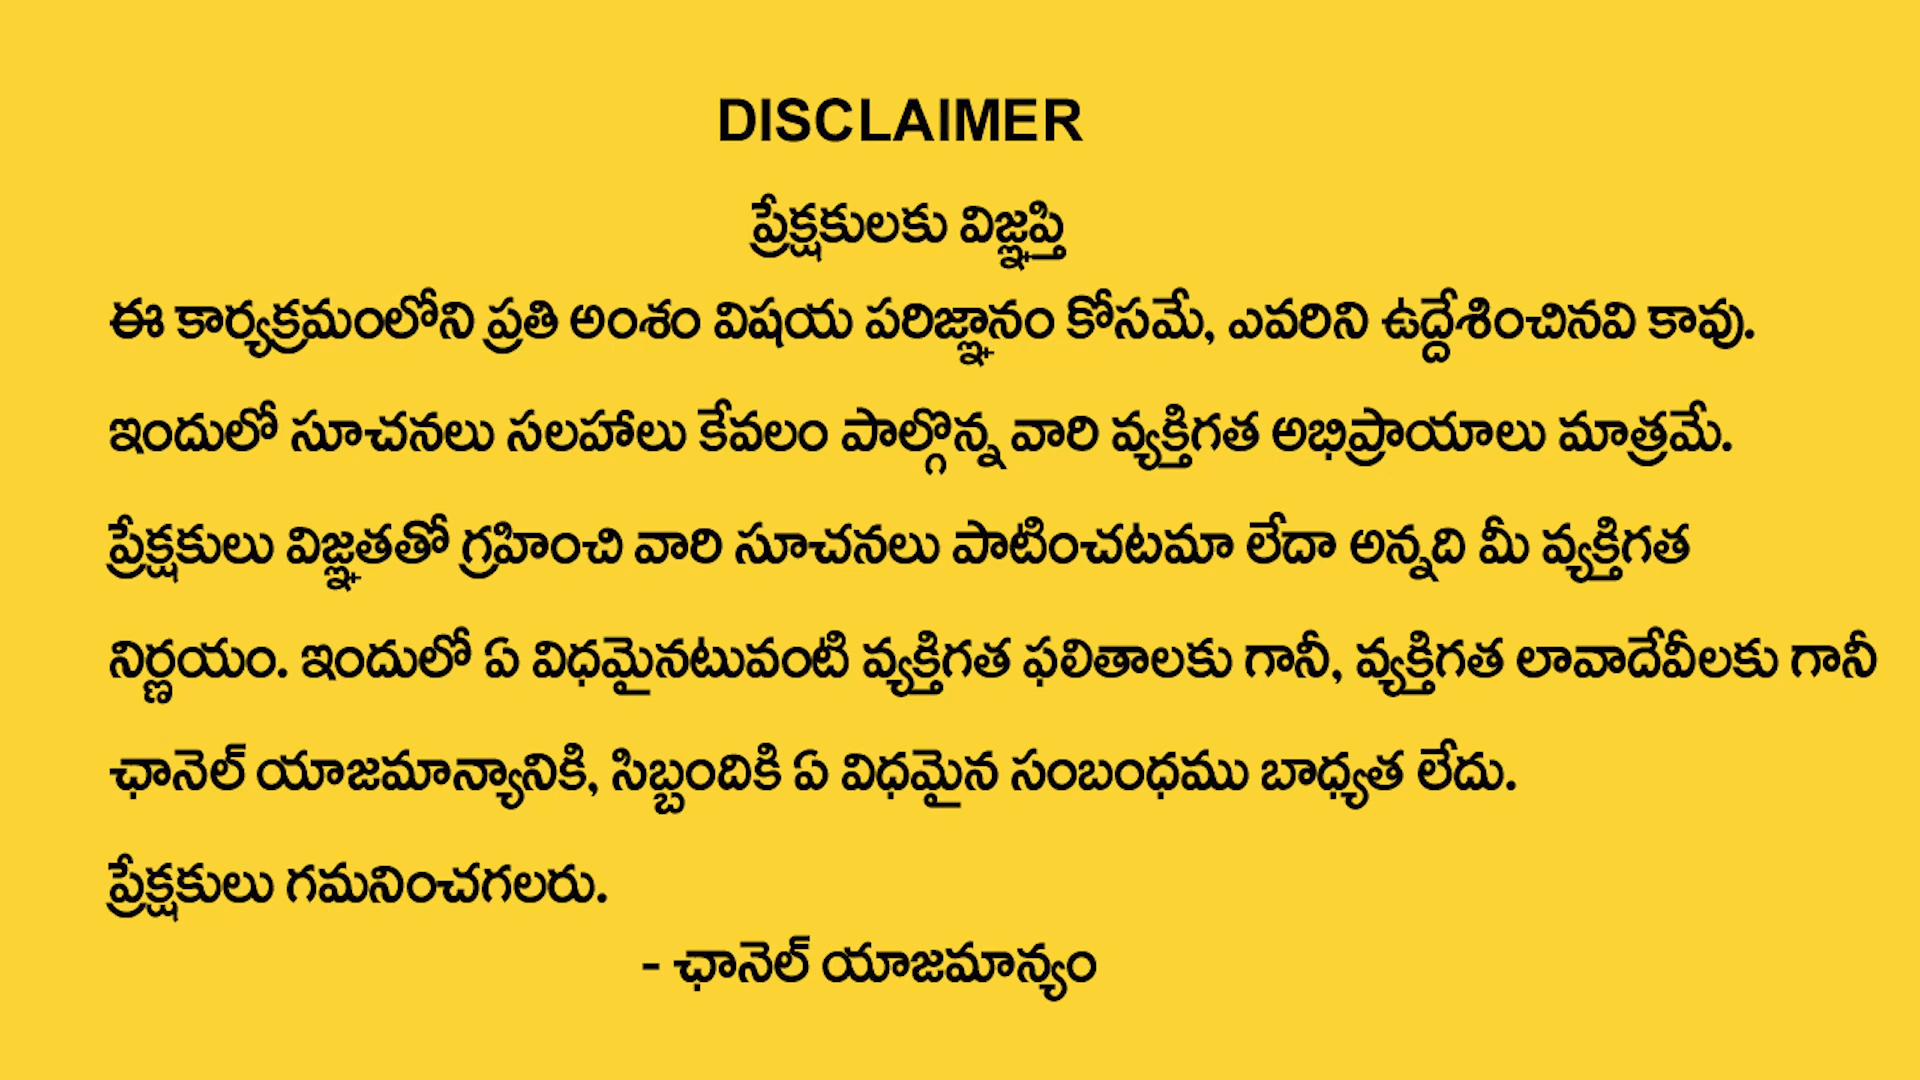 DISCLAIMER
ప్రేక్షకులకు విజ్ఞప్తి
ఈ కార్యక్రమంలోని ప్రతి అంశం విషయ పరిజ్ఞానం కోసమే, ఎవరిని ఉద్దేశించినవి కావు.
ఇందులో సూచనలు సలహాలు కేవలం పాల్గొన్న వారి వ్యక్తిగత అభిప్రాయాలు మాత్రమే.
ప్రేక్షకులు విజ్ఞతతో గ్రహించి వారి సూచనలు పాటించటమా లేదా అన్నది మీ వ్యక్తిగత
నిర్ణయం. ఇందులో ఏ విధమైనటువంటి వ్యక్తిగత ఫలితాలకు గానీ, వ్యక్తిగత లావాదేవీలకు గానీ
ఛానెల్ యాజమాన్యానికి, సిబ్బందికి ఏ విధమైన సంబంధము బాధ్యత లేదు.
ప్రేక్షకులు గమనించగలరు.
- ఛానెల్ యాజమాన్యం